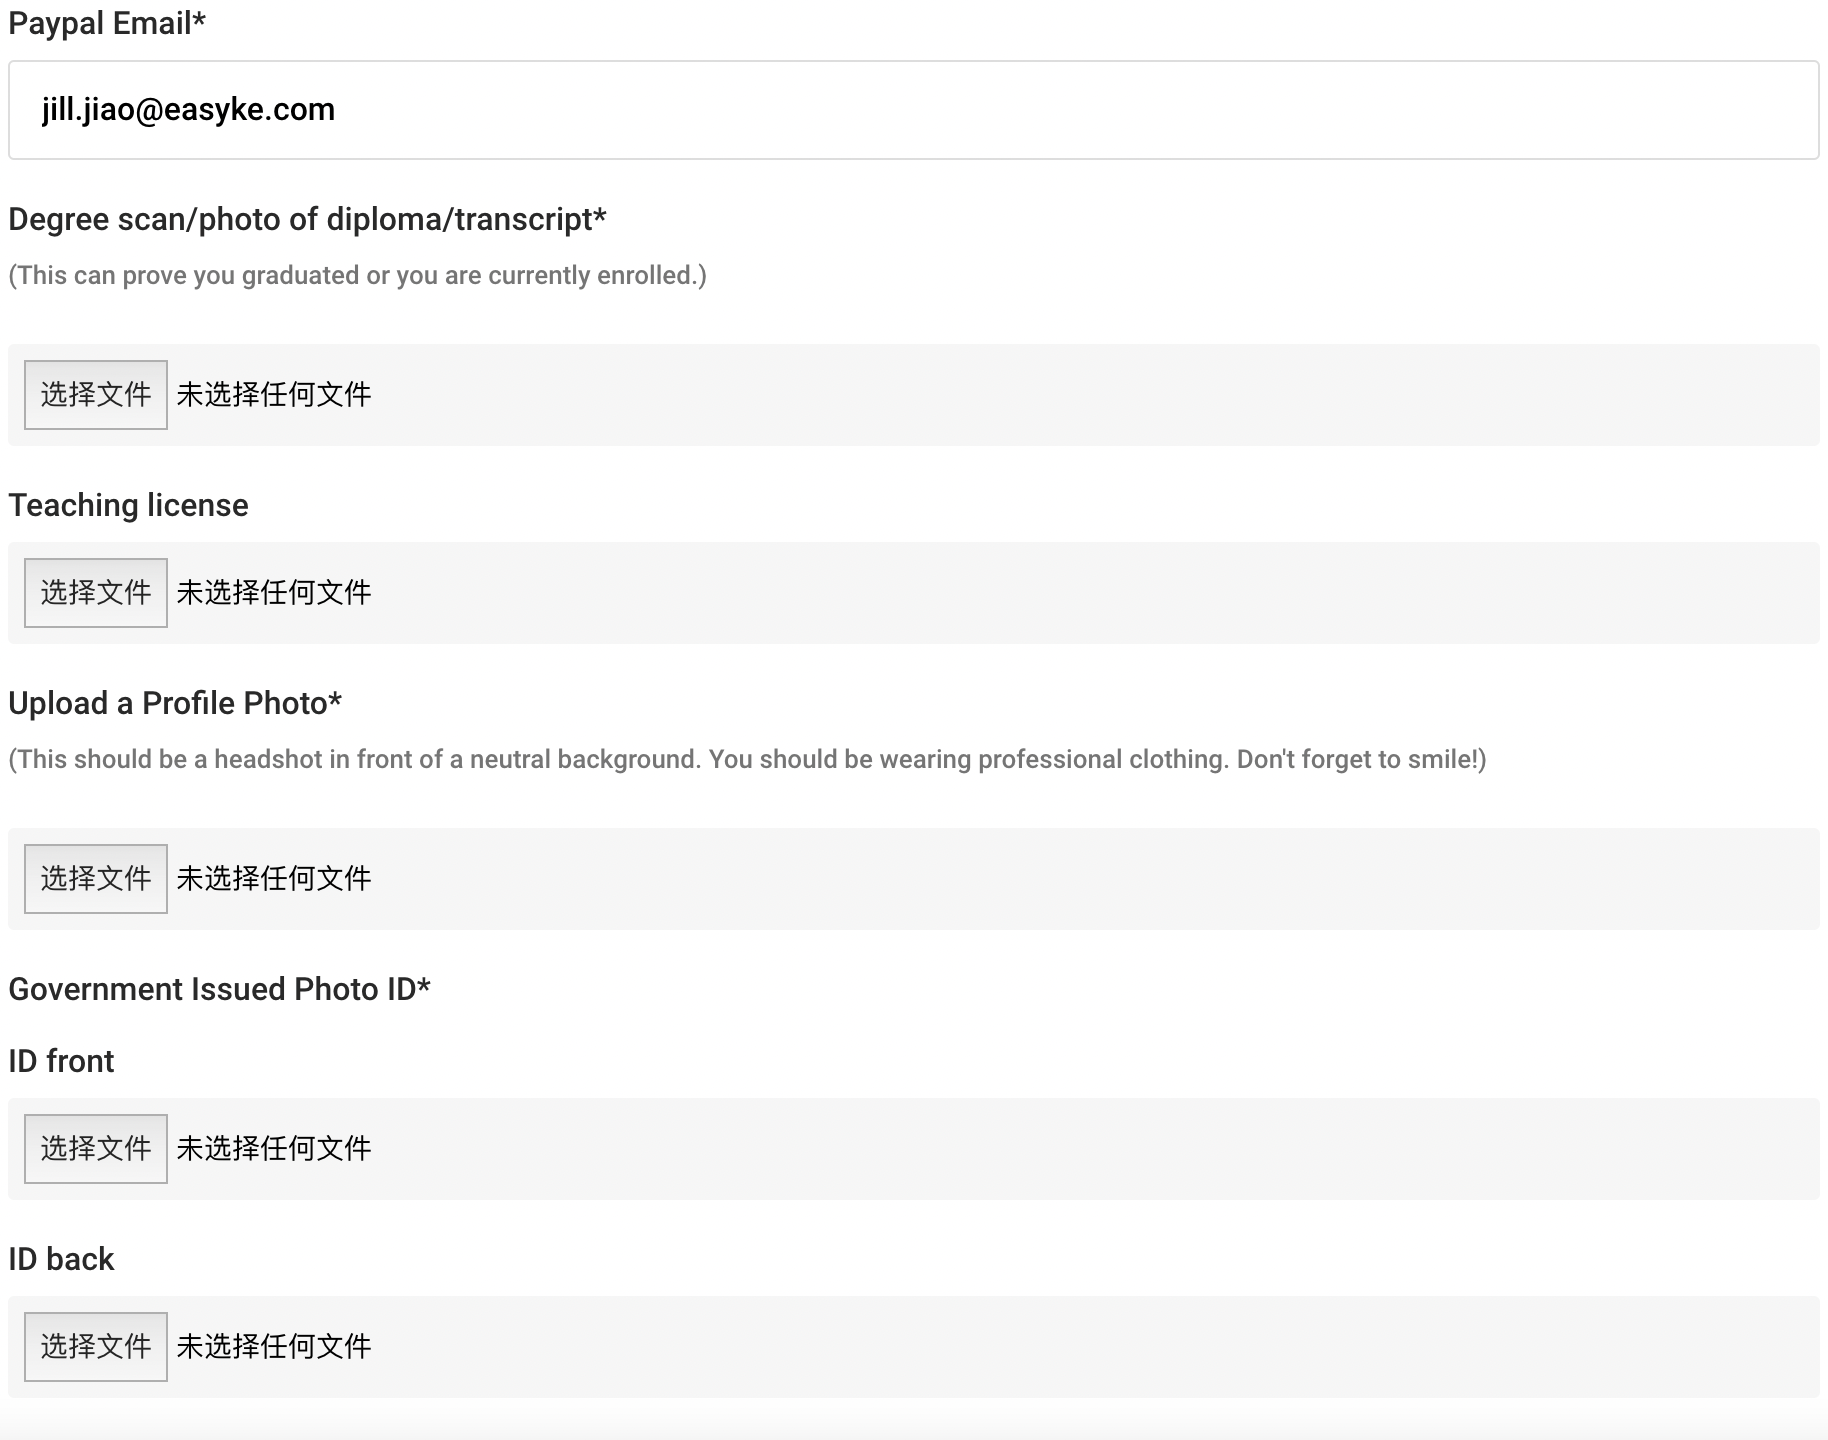 Paypal Email*
jill.jiao@easyke.com
Degree scan/photo of diploma/transcript*
(This can prove you graduated or you are currently enrolled.)
选择文件 未选择任何文件
Teaching license
选择文件 未选择任何文件
Upload a Profile Photo*
(This should be a headshot in front of a neutral background. You should be wearing professional clothing. Don't forget to smile!)
选择文件 未选择任何文件
Government Issued Photo ID*
ID front
选择文件 未选择任何文件
ID back
选择文件 未选择任何文件